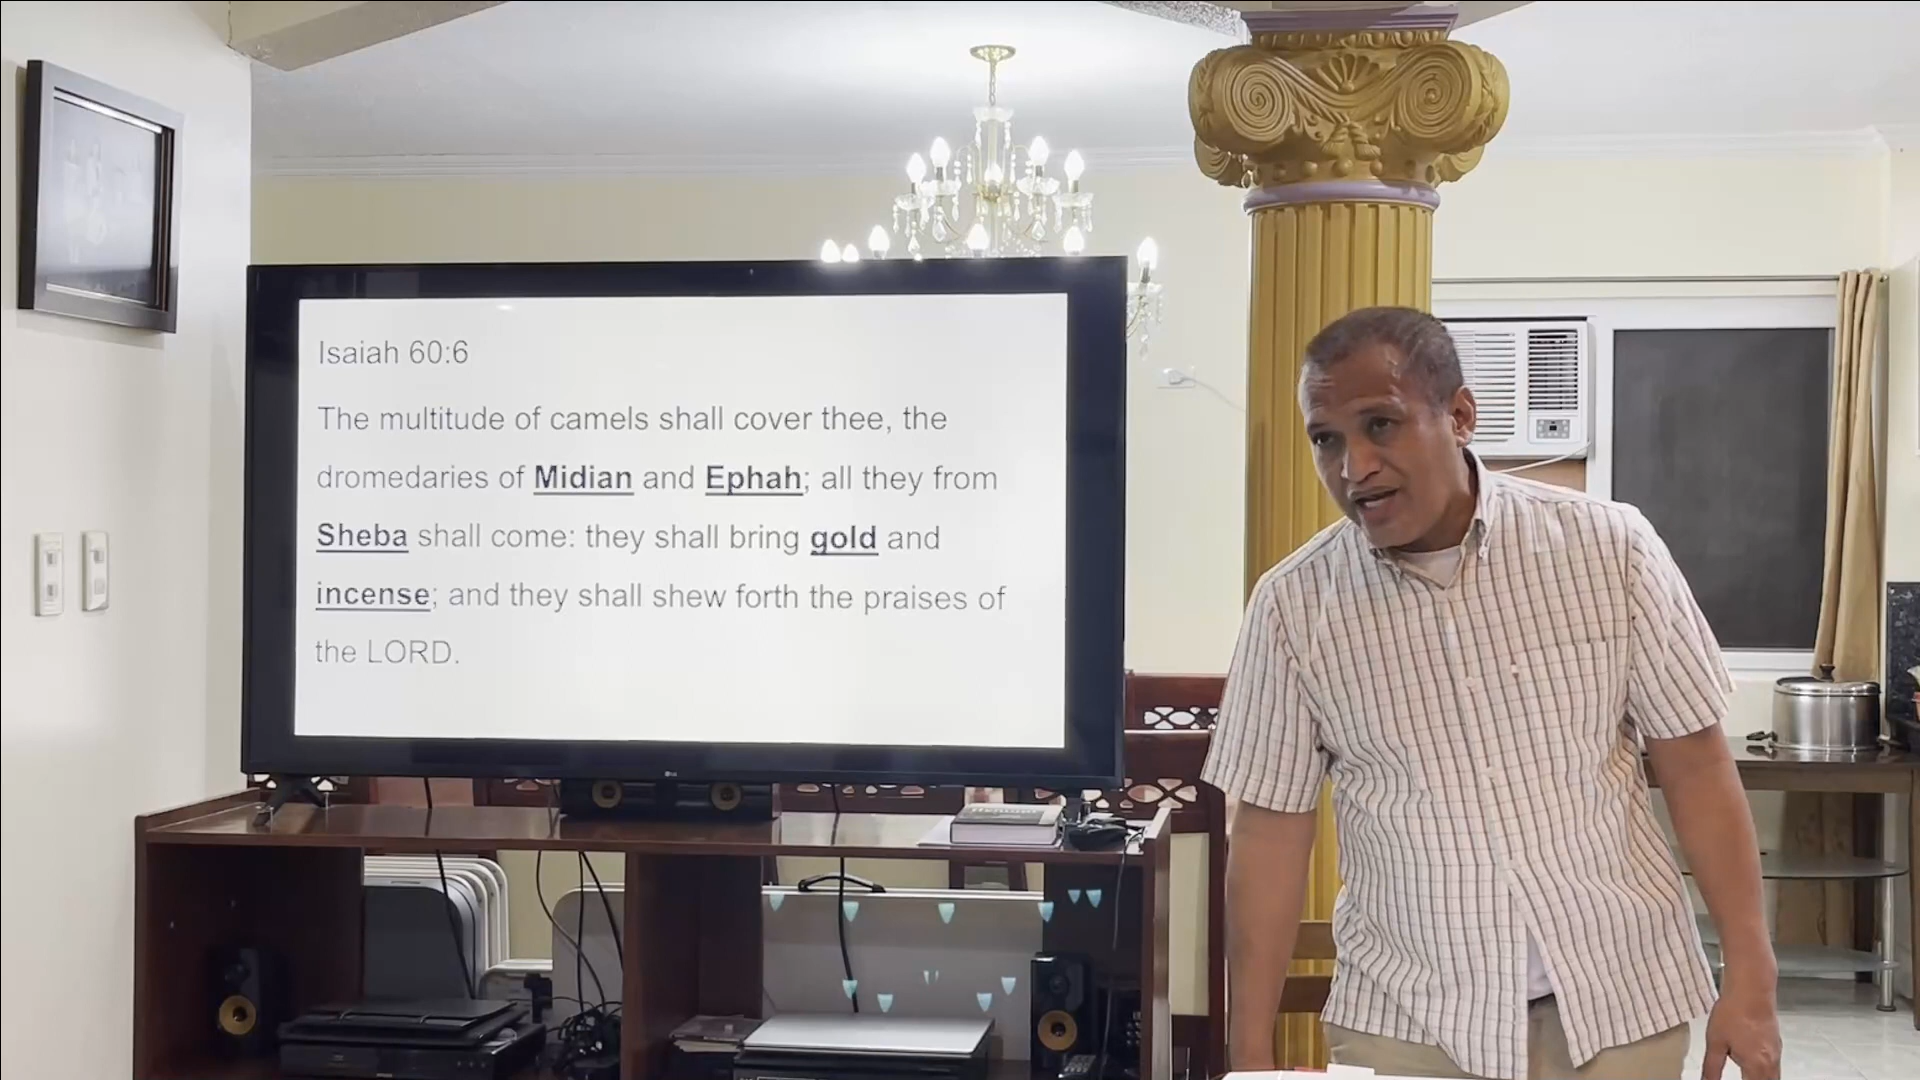 Isaiah 60:6
The multitude of camels shall cover thee, the
dromedaries of Midian and Ephah; all they from
Sheba shall come: they shall bring gold and
incense; and they shall shew forth the praises of
the LORD.
LG